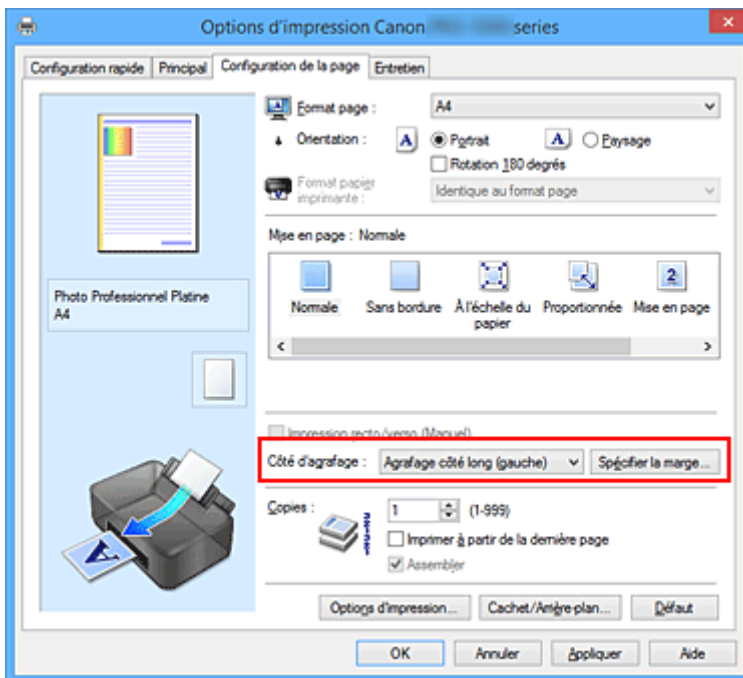 Options d'impression Canon series
Configuration rapide Principal Configuration de la page Entretien
Format page : A4
Orientation : A Portrait A Paysage
Rotation 180 degrés
Format papier imprimante : Identique au format page
Mise en page : Normale
Photo Professionnel Platine
A4
Normale Sans bordure À l'échelle du papier Proportionnée Mise en page
Impression recto/verso (Manuel)
Côté d'agrafage : Agrafage côté long (gauche) Spécifier la marge...
Copies : 1 (1-999)
Imprimer à partir de la dernière page
Assembler
Options d'impression... Cachet/Arrière-plan... Défaut
OK Annuler Appliquer Aide